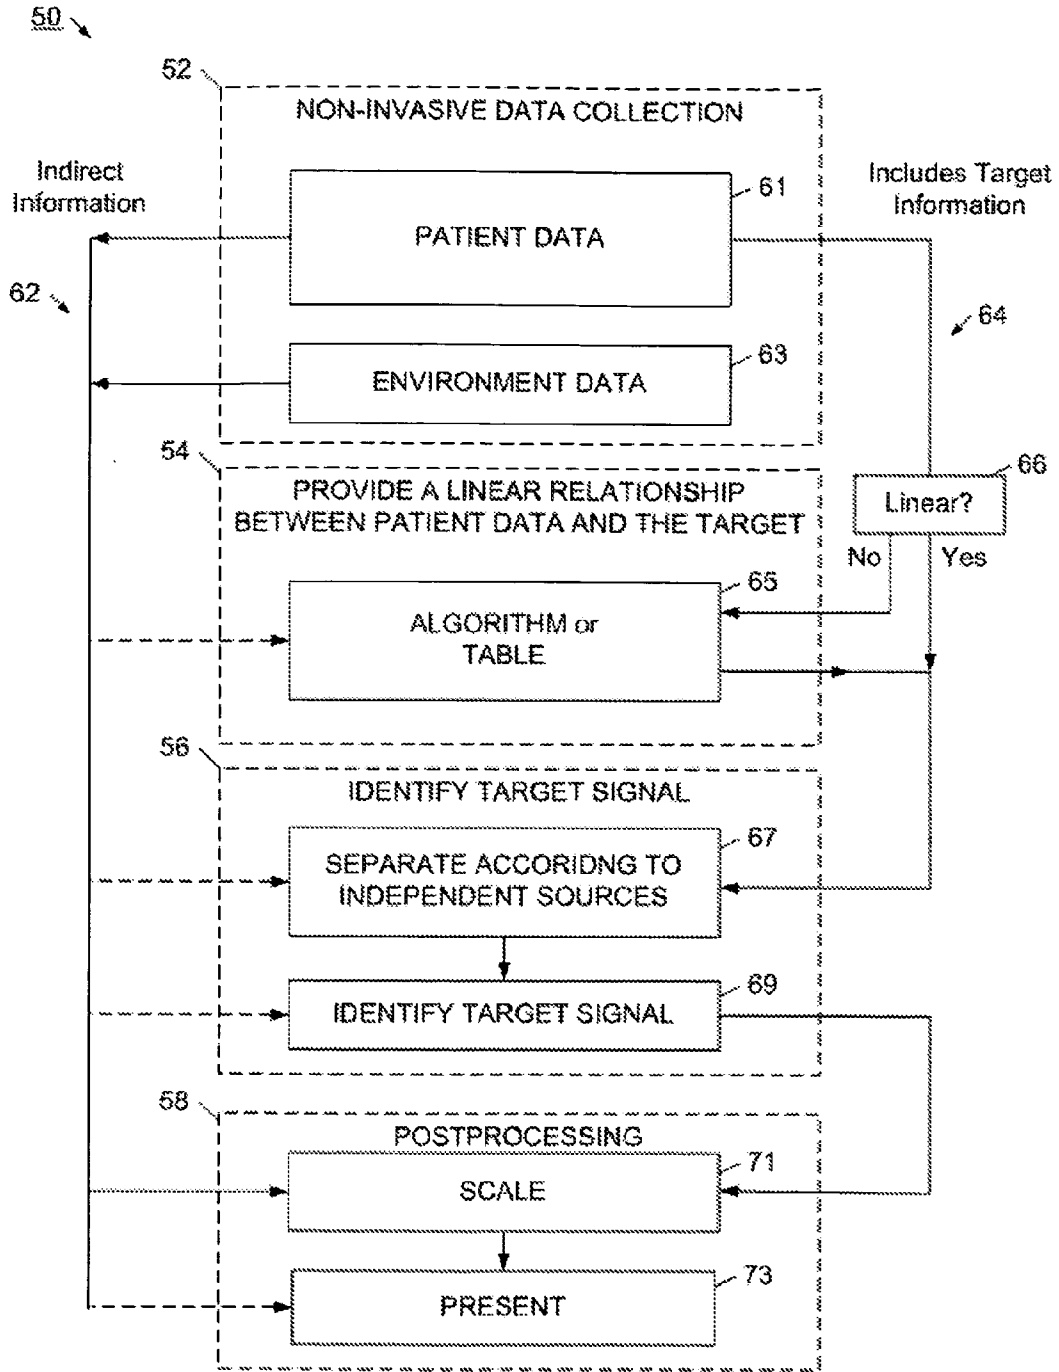 50
52
NON-INVASIVE DATA COLLECTION
Indirect
Information
61
PATIENT DATA
Includes Target
Information
62
64
63
ENVIRONMENT DATA
54
PROVIDE A LINEAR RELATIONSHIP
BETWEEN PATIENT DATA AND THE TARGET
66
Linear?
No
Yes
65
ALGORITHM or
TABLE
56
IDENTIFY TARGET SIGNAL
67
SEPARATE ACCORIDNG TO
INDEPENDENT SOURCES
69
IDENTIFY TARGET SIGNAL
58
POSTPROCESSING
71
SCALE
73
PRESENT